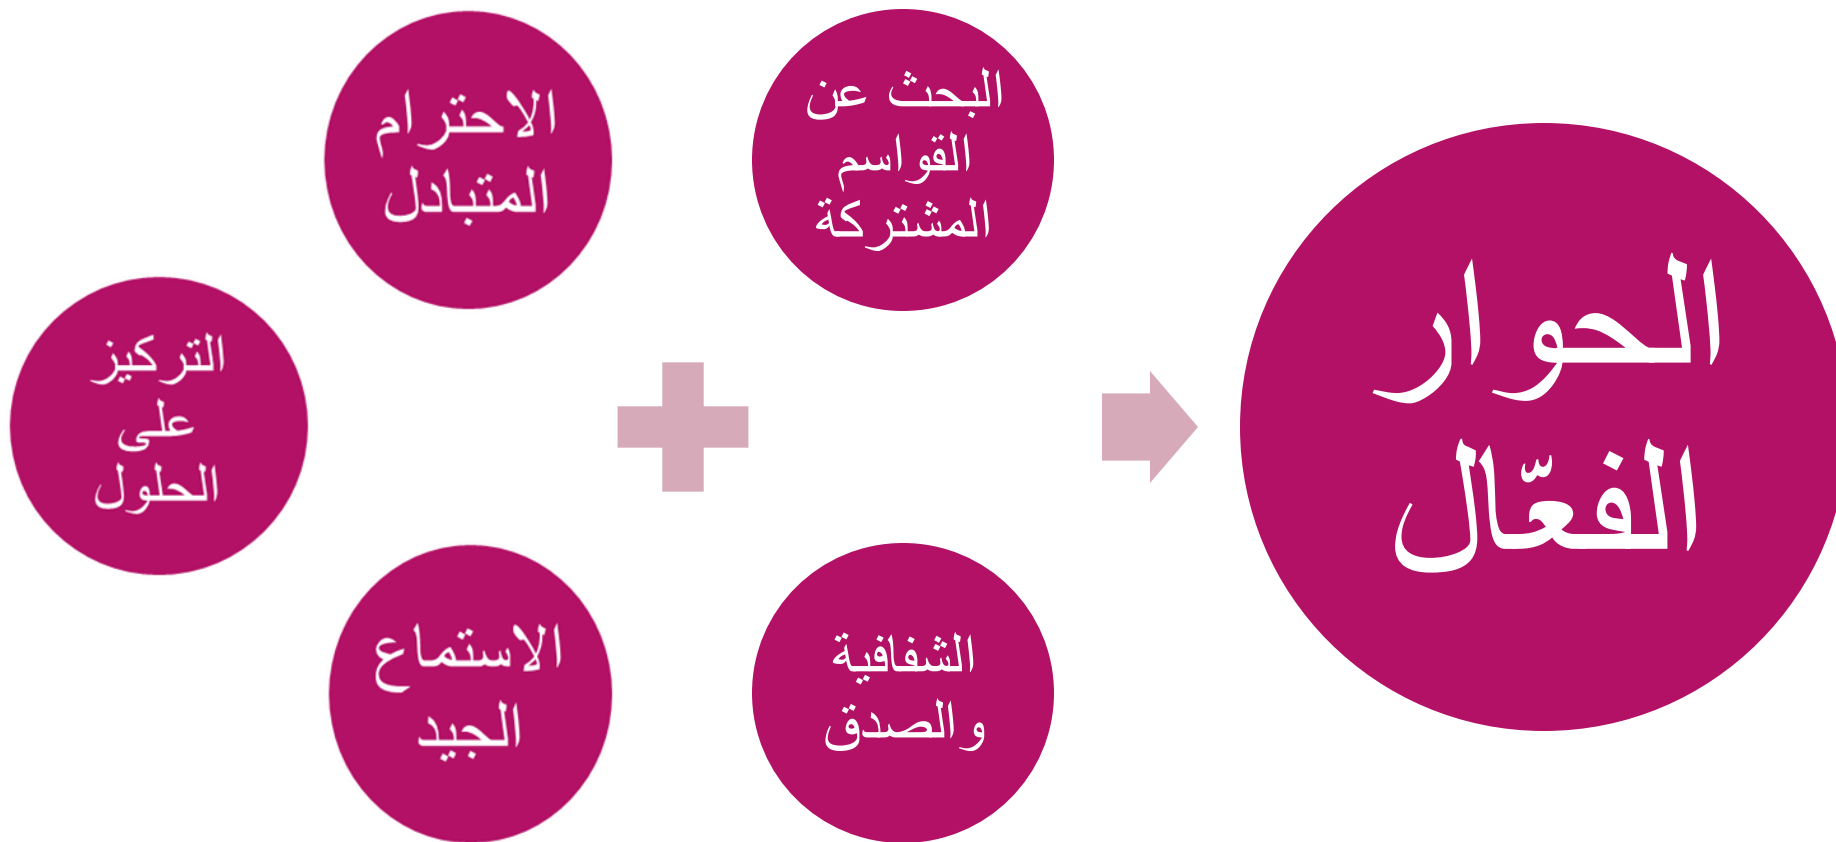 البحث عن
القواسم
المشتركة
الاحترام
المتبادل
التركيز
على
الحلول
الاستماع
الجيد
الشفافية
والصدق
الحوار
الفعّال